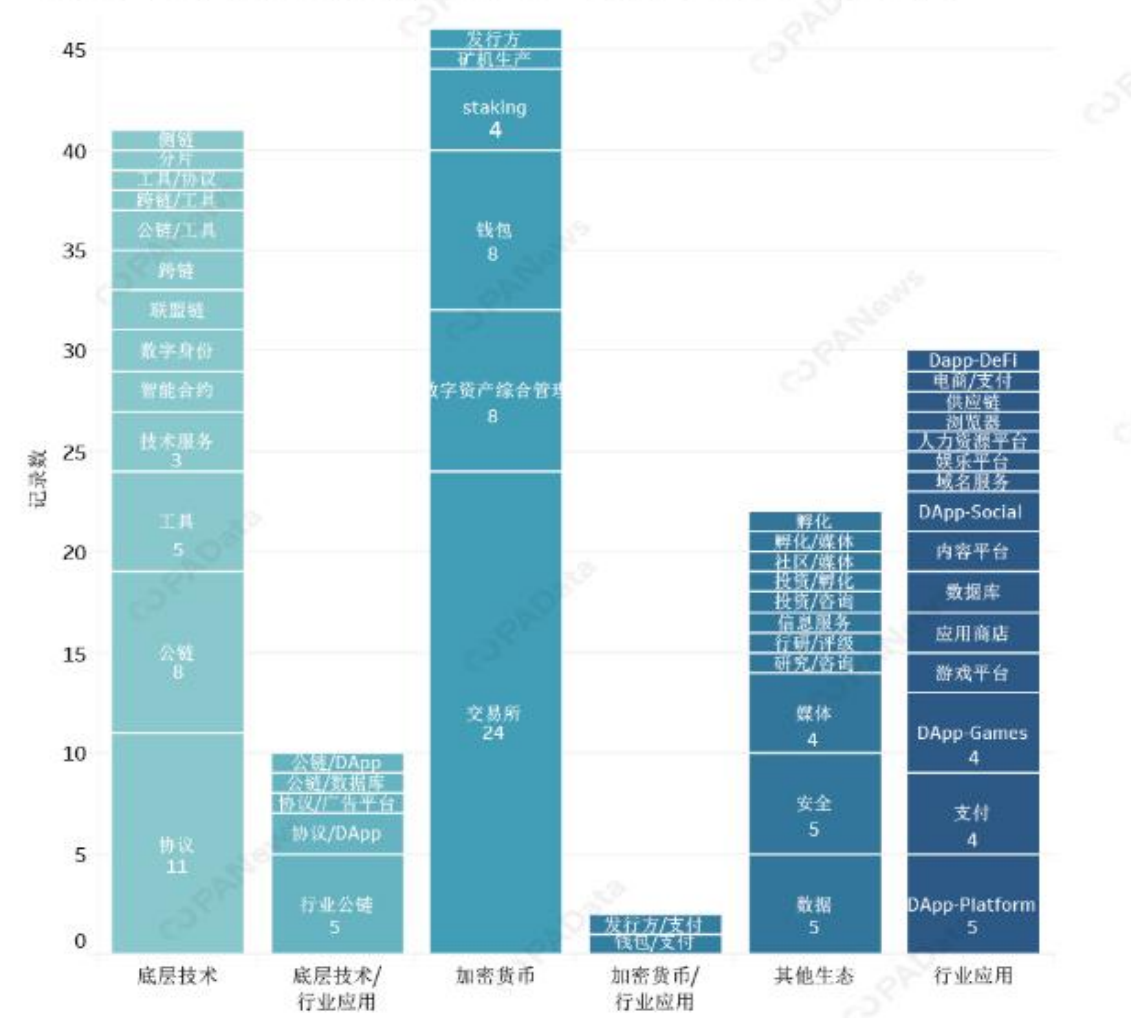 45
40
35
30
25
20
15
10
5
0
记录数
侧链
分片
工具/协议
跨链/工具
公链/工具
跨链
联盟链
数字身份
智能合约
技术服务
3
工具
5
公链
8
协议
11
底层技术
公链/DApp
公链/数据库
协议/广告平台
协议/DApp
行业公链
5
底层技术/
行业应用
发行方
矿机生产
staking
4
钱包
8
数字资产综合管理
8
交易所
24
加密货币
发行方/支付
钱包/支付
加密货币/
行业应用
孵化
孵化/媒体
社区/媒体
投资/孵化
投资/咨询
信息服务
行研/评级
研究/咨询
媒体
4
安全
5
数据
5
其他生态
Dapp-DeFi
电商/支付
供应链
浏览器
人力资源平台
娱乐平台
域名服务
DApp-Social
内容平台
数据库
应用商店
游戏平台
DApp-Games
4
支付
4
DApp-Platform
5
行业应用
PANews
PAData